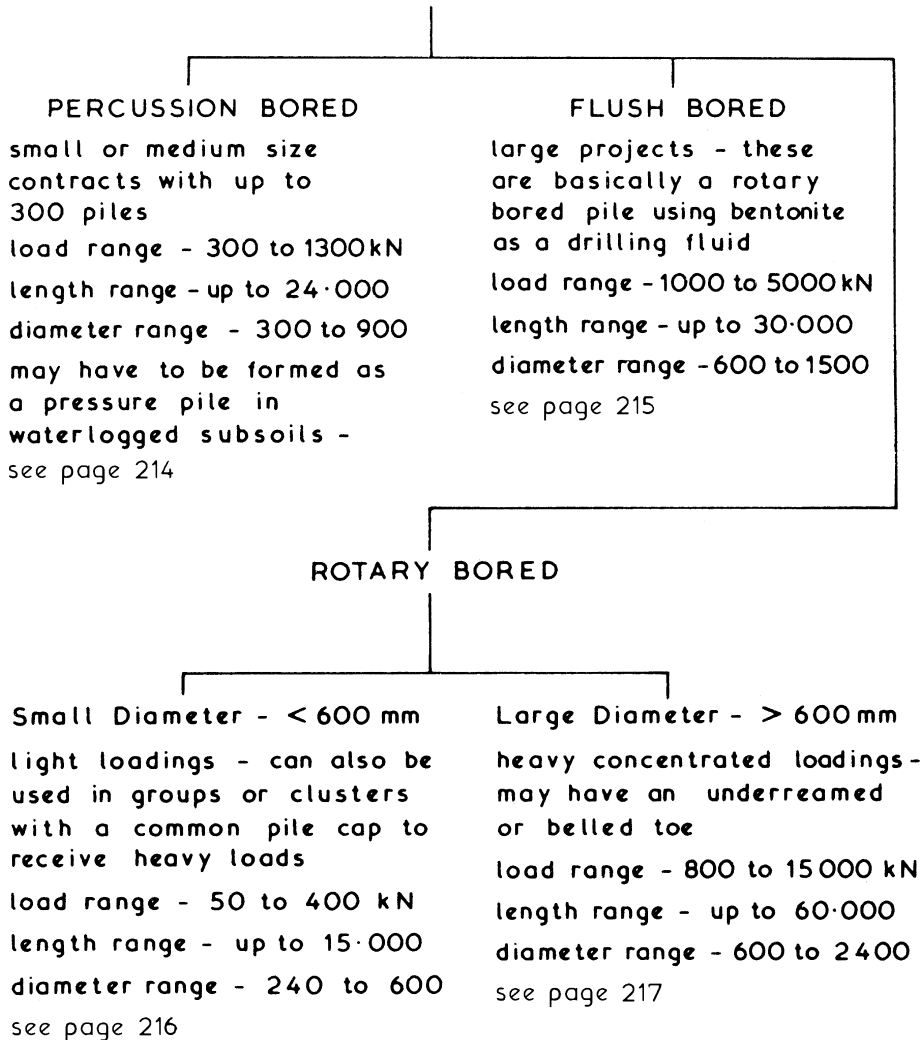 PERCUSSION BORED
small or medium size
contracts with up to
300 piles
load range - 300 to 1300kN
length range - up to 24·000
diameter range - 300 to 900
may have to be formed as
a pressure pile in
waterlogged subsoils -
see page 214
FLUSH BORED
large projects - these
are basically a rotary
bored pile using bentonite
as a drilling fluid
load range - 1000 to 5000 kN
length range - up to 30·000
diameter range - 600 to 1500
see page 215
ROTARY BORED
Small Diameter - < 600 mm
light loadings - can also be
used in groups or clusters
with a common pile cap to
receive heavy loads
load range - 50 to 400 kN
length range - up to 15·000
diameter range - 240 to 600
see page 216
Large Diameter - > 600 mm
heavy concentrated loadings -
may have an underreamed
or belled toe
load range - 800 to 15000 kN
length range - up to 60·000
diameter range - 600 to 2400
see page 217